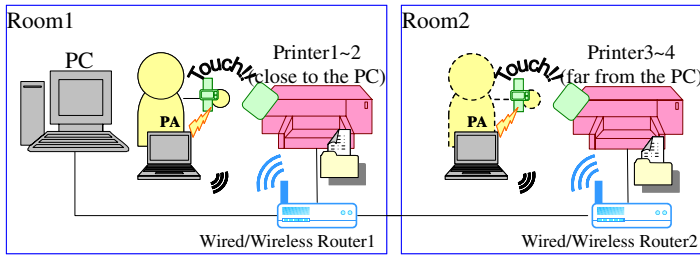 Room1
PC
Touch!!
Printer1~2
(close to the PC)
PA
Wired/Wireless Router1
Room2
Touch!!
Printer3~4
(far from the PC)
PA
Wired/Wireless Router2